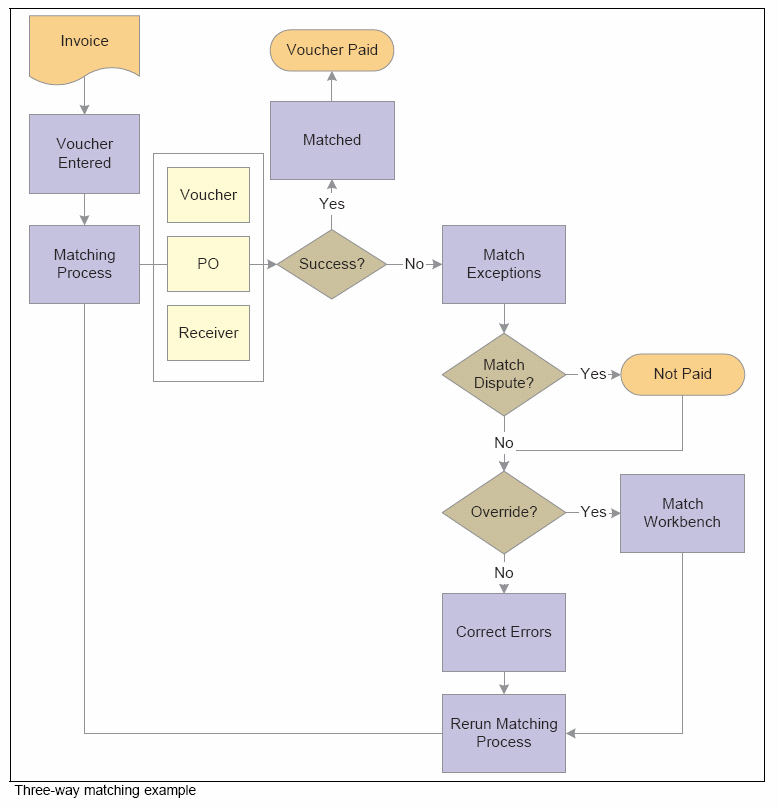 Invoice
Voucher Paid
Voucher
Entered
Matched
Voucher
Yes
Matching
Process
PO
Success?
No
Match
Exceptions
Receiver
Match
Dispute?
Yes
Not Paid
No
Override?
Yes
Match
Workbench
No
Correct Errors
Rerun Matching
Process
Three-way matching example